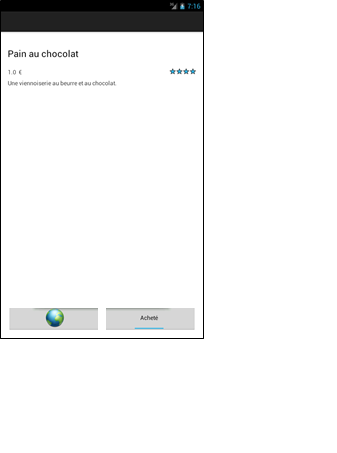 7:16
Pain au chocolat
1.0 €
Une viennoiserie au beurre et au chocolat.
Acheté